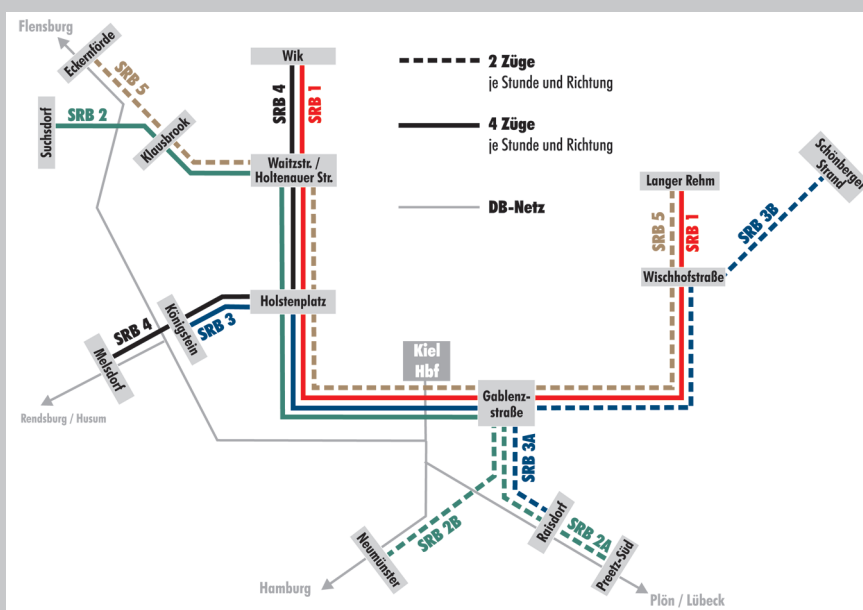 Flensburg
Eckernförde
SRB 5
Suchsdorf
SRB 2
Klausbrook
Wik
SRB 4
SRB 1
Waitzstr. /
Holtenauer Str.
2 Züge
je Stunde und Richtung
4 Züge
je Stunde und Richtung
DB-Netz
Schönberger
Strand
Langer Rehm
SRB 5
SRB 1
SRB 3B
Wischhofstraße
Holstenplatz
Königstein
SRB 4
SRB 3
Melsdorf
Rendsburg / Husum
Kiel
Hbf
Gablenz-
straße
SRB 3A
SRB 2B
Neumünster
Raisdorf
SRB 2A
Preetz-Süd
Hamburg
Plön / Lübeck